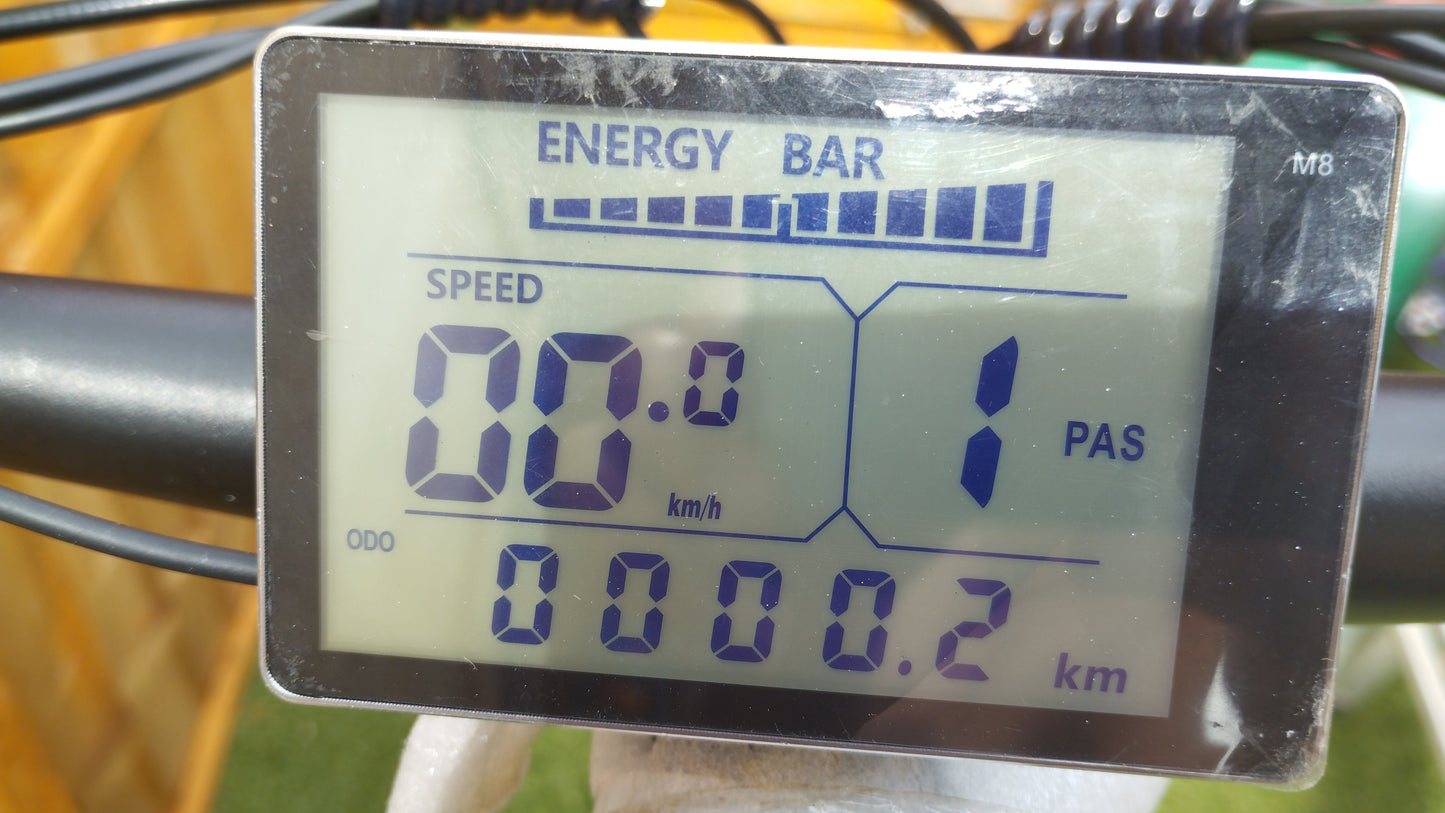 ENERGY BAR
M8
SPEED
00.0 km/h
1 PAS
ODO
0000.2 km